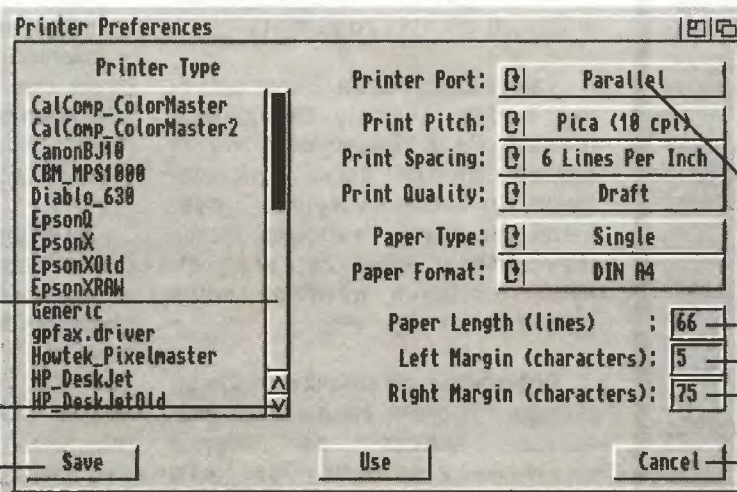 Printer Preferences
Printer Type
CalComp_ColorMaster
CalComp_ColorMaster2
CanonBJ10
CBM_MPS1000
Diablo_630
EpsonQ
EpsonX
EpsonXOld
EpsonXRAW
Generic
gpfax.driver
Howtek_Pixelmaster
HP_DeskJet
HP_DeskJetOld
Printer Port: Parallel
Print Pitch: Pica (10 cpi)
Print Spacing: 6 Lines Per Inch
Print Quality: Draft
Paper Type: Single
Paper Format: DIN A4
Paper Length (lines) : 66
Left Margin (characters): 5
Right Margin (characters): 75
Save Use Cancel